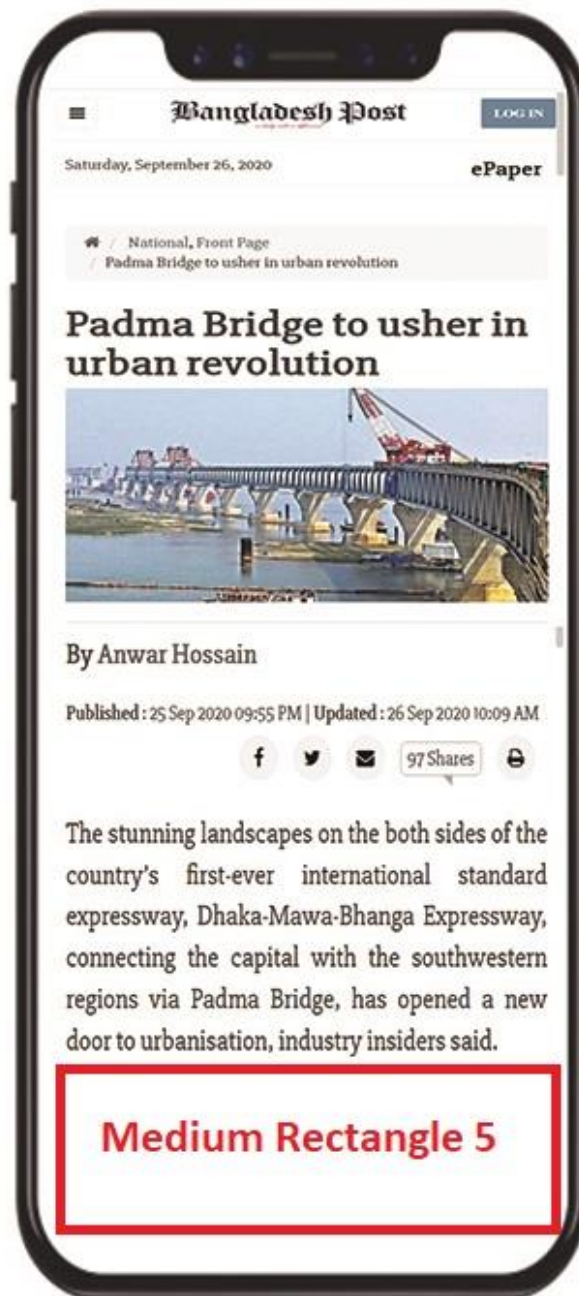 Bangladesh Post
LOG IN
Saturday, September 26, 2020
ePaper
/ National, Front Page
/ Padma Bridge to usher in urban revolution
Padma Bridge to usher in
urban revolution
By Anwar Hossain
Published : 25 Sep 2020 09:55 PM | Updated : 26 Sep 2020 10:09 AM
97 Shares
The stunning landscapes on the both sides of the
country's first-ever international standard
expressway, Dhaka-Mawa-Bhanga Expressway,
connecting the capital with the southwestern
regions via Padma Bridge, has opened a new
door to urbanisation, industry insiders said.
Medium Rectangle 5